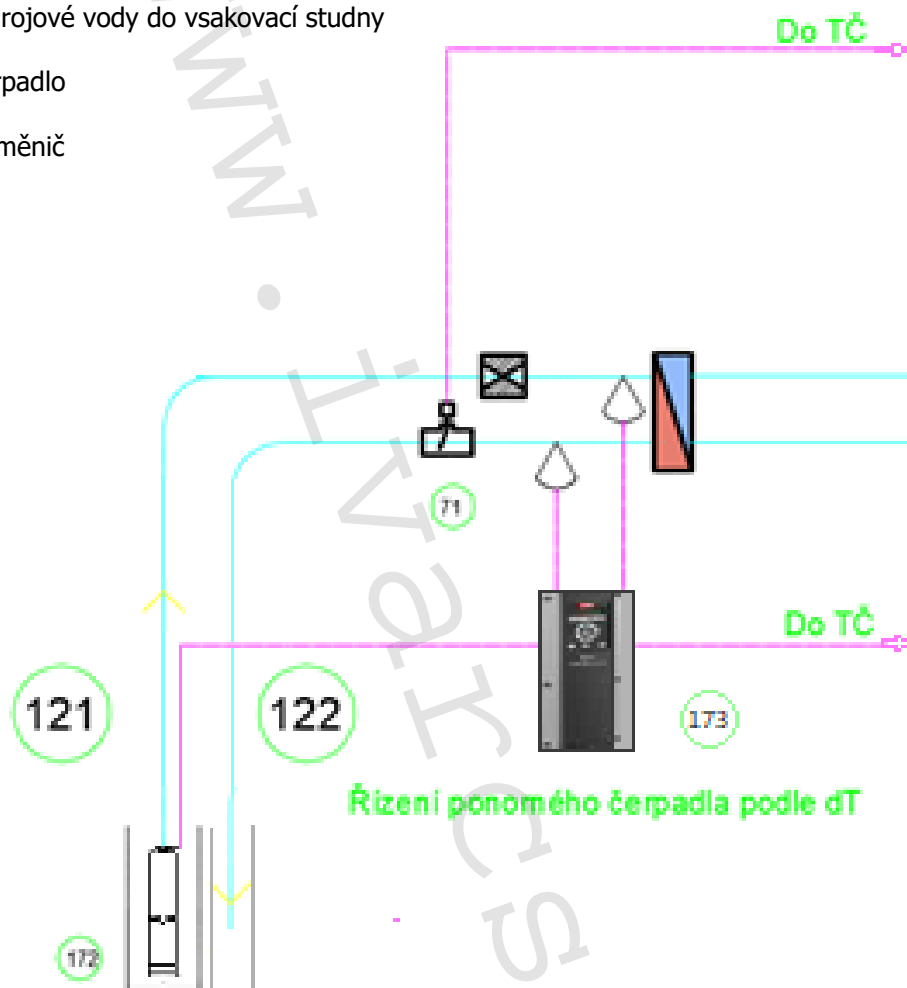 rojové vody do vsakovací studny
Do TČ
rpadlo
měnič
www.ivarcs
71
Do TČ
121
122
173
Řízení ponorného čerpadla podle dT
172